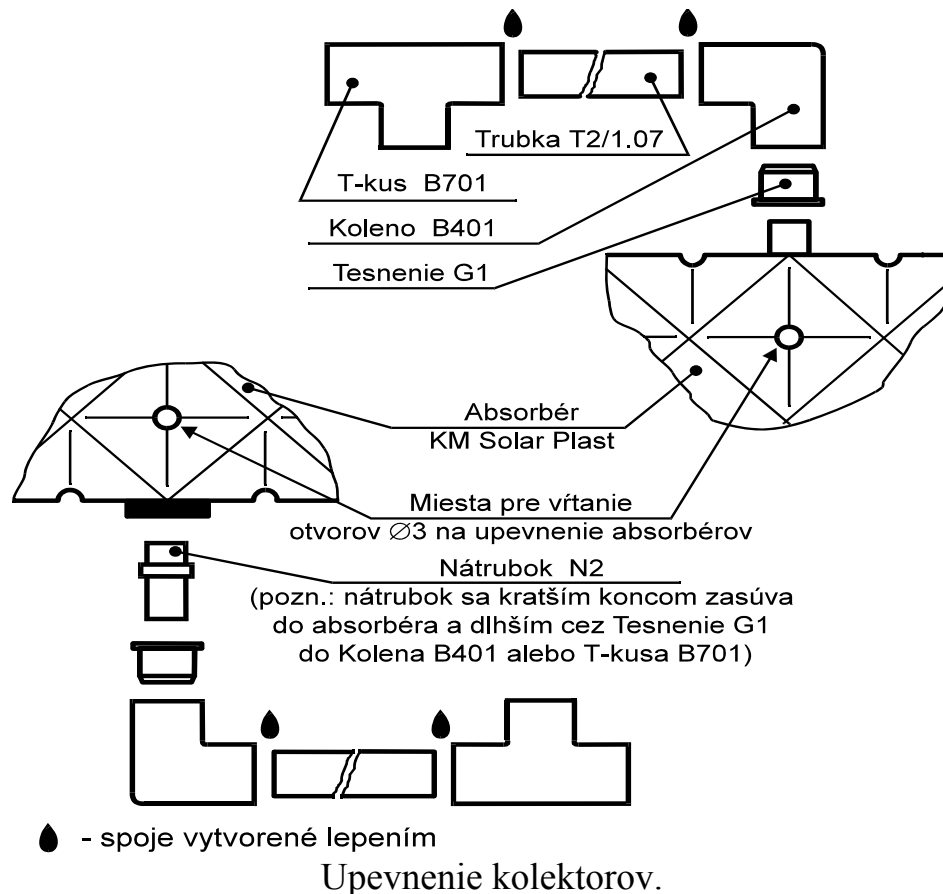 Trubka T2/1.07
T-kus B701
Koleno B401
Tesnenie G1
Absorbér
KM Solar Plast
Miesta pre vŕtanie
otvorov ∅3 na upevnenie absorbérov
Nátrubok N2
(pozn.: nátrubok sa kratším koncom zasúva
do absorbéra a dlhším cez Tesnenie G1
do Kolena B401 alebo T-kusa B701)
- spoje vytvorené lepením
Upevnenie kolektorov.